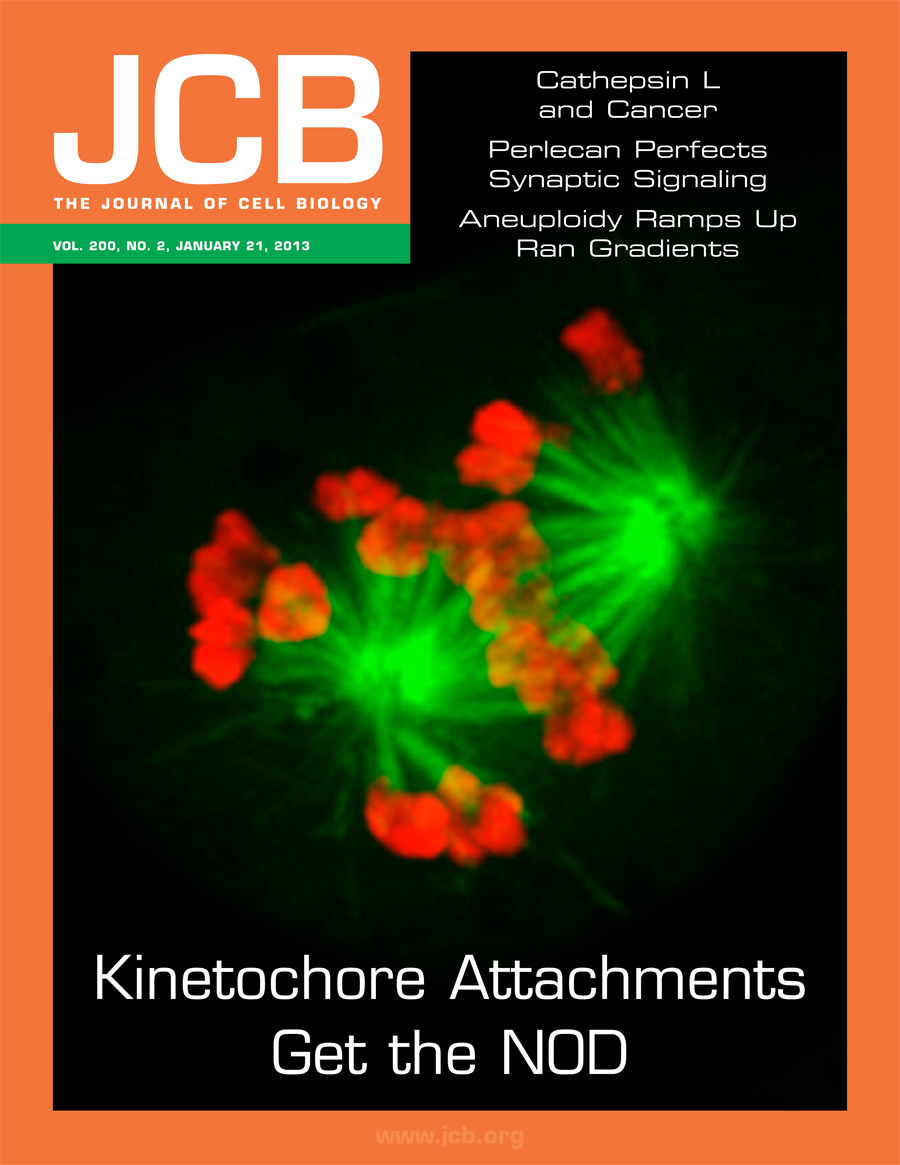 JCB
THE JOURNAL OF CELL BIOLOGY
VOL. 200, NO. 2, JANUARY 21, 2013
Cathepsin L
and Cancer
Perlecan Perfects
Synaptic Signaling
Aneuploidy Ramps Up
Ran Gradients
Kinetochore Attachments
Get the NOD
www.jcb.org